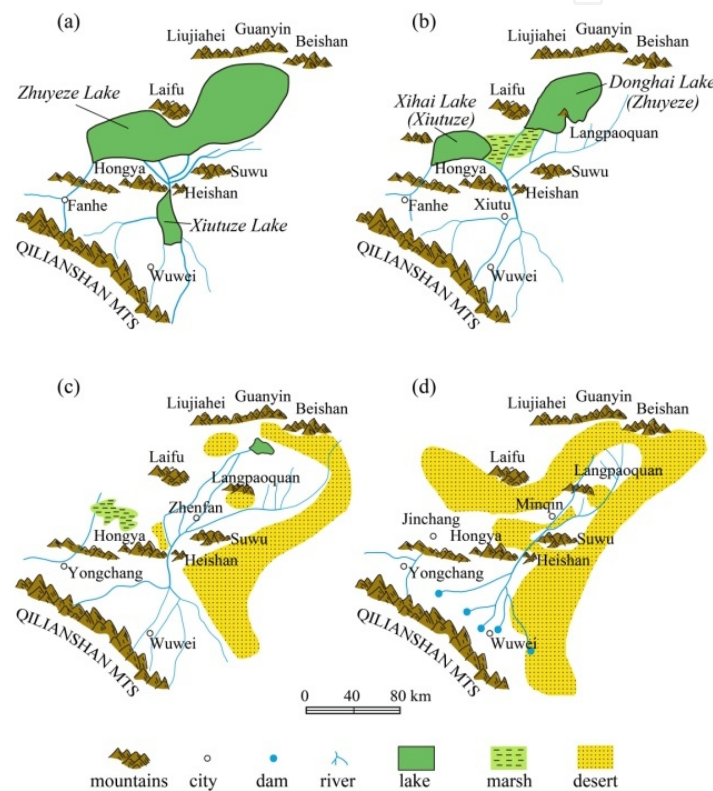 (a)
Guanyin
Liujiahei
Beishan
Zhuyeze Lake
Laifu
Hongya
Suwu
Heishan
Fanhe
Xiutuze Lake
Wuwei
QILIANSHAN MTS
(b)
Guanyin
Liujiahei
Beishan
Laifu
Donghai Lake
(Zhuyeze)
Xihai Lake
(Xiutuze)
Langpaoquan
Hongya
Suwu
Heishan
Fanhe
Xiutu
Wuwei
QILIANSHAN MTS
(c)
Guanyin
Liujiahei
Beishan
Laifu
Langpaoquan
Zhenfan
Hongya
Suwu
Heishan
Yongchang
Wuwei
QILIANSHAN MTS
(d)
Guanyin
Liujiahei
Beishan
Laifu
Langpaoquan
Minqin
Jinchang
Hongya
Suwu
Heishan
Yongchang
Wuwei
QILIANSHAN MTS
0 40 80 km
mountains city dam river lake marsh desert